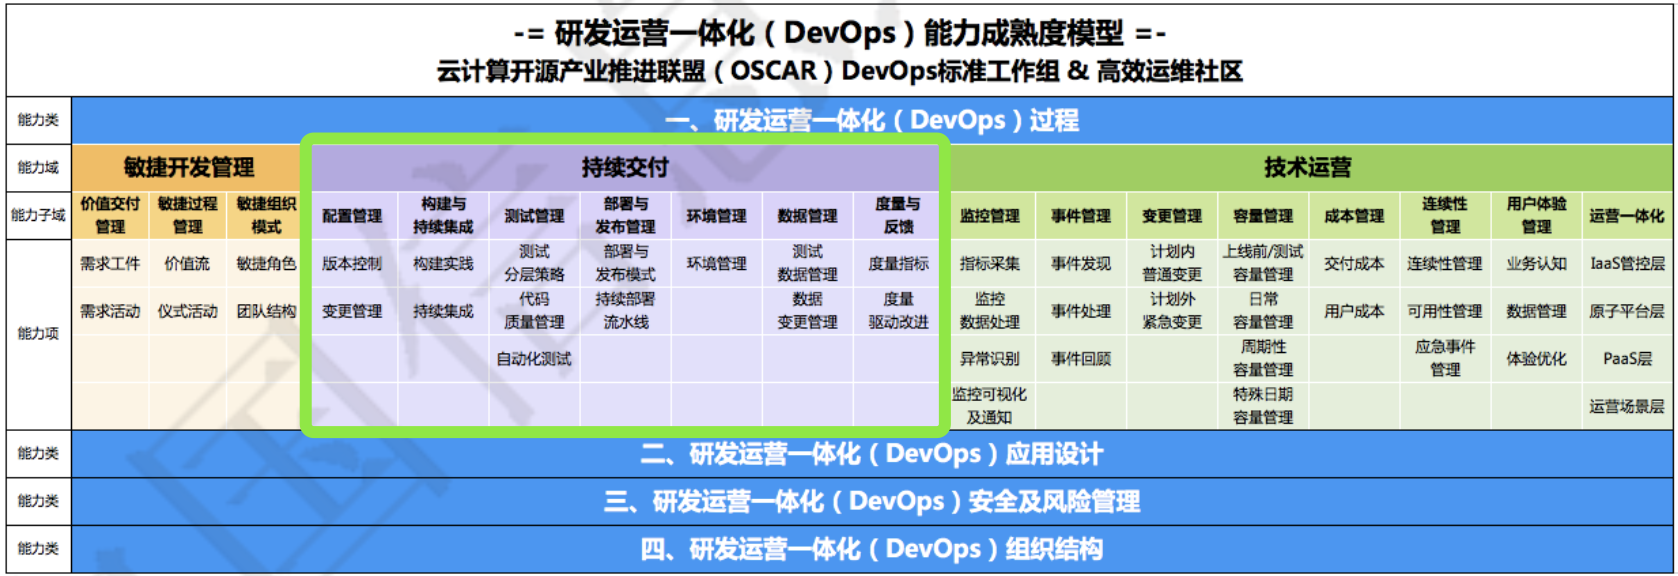 -= 研发运营一体化（DevOps）能力成熟度模型 =-
云计算开源产业推进联盟（OSCAR）DevOps标准工作组 & 高效运维社区
能力类 一、研发运营一体化（DevOps）过程
能力域 敏捷开发管理 持续交付 技术运营
能力子域 价值交付管理 敏捷过程管理 敏捷组织模式 配置管理 构建与持续集成 测试管理 部署与发布管理 环境管理 数据管理 度量与反馈 监控管理 事件管理 变更管理 容量管理 成本管理 连续性管理 用户体验管理 运营一体化
能力项
需求工件 价值流 敏捷角色 版本控制 构建实践 测试分层策略 部署与发布模式 环境管理 测试数据管理 度量指标 指标采集 事件发现 计划内普通变更 上线前/测试容量管理 交付成本 连续性管理 业务认知 IaaS管控层
需求活动 仪式活动 团队结构 变更管理 持续集成 代码质量管理 持续部署流水线 数据变更管理 度量驱动改进 监控数据处理 事件处理 计划外紧急变更 日常容量管理 用户成本 可用性管理 数据管理 原子平台层
自动化测试 异常识别 事件回顾 周期性容量管理 应急事件管理 体验优化 PaaS层
监控可视化及通知 特殊日期容量管理 运营场景层
能力类 二、研发运营一体化（DevOps）应用设计
能力类 三、研发运营一体化（DevOps）安全及风险管理
能力类 四、研发运营一体化（DevOps）组织结构